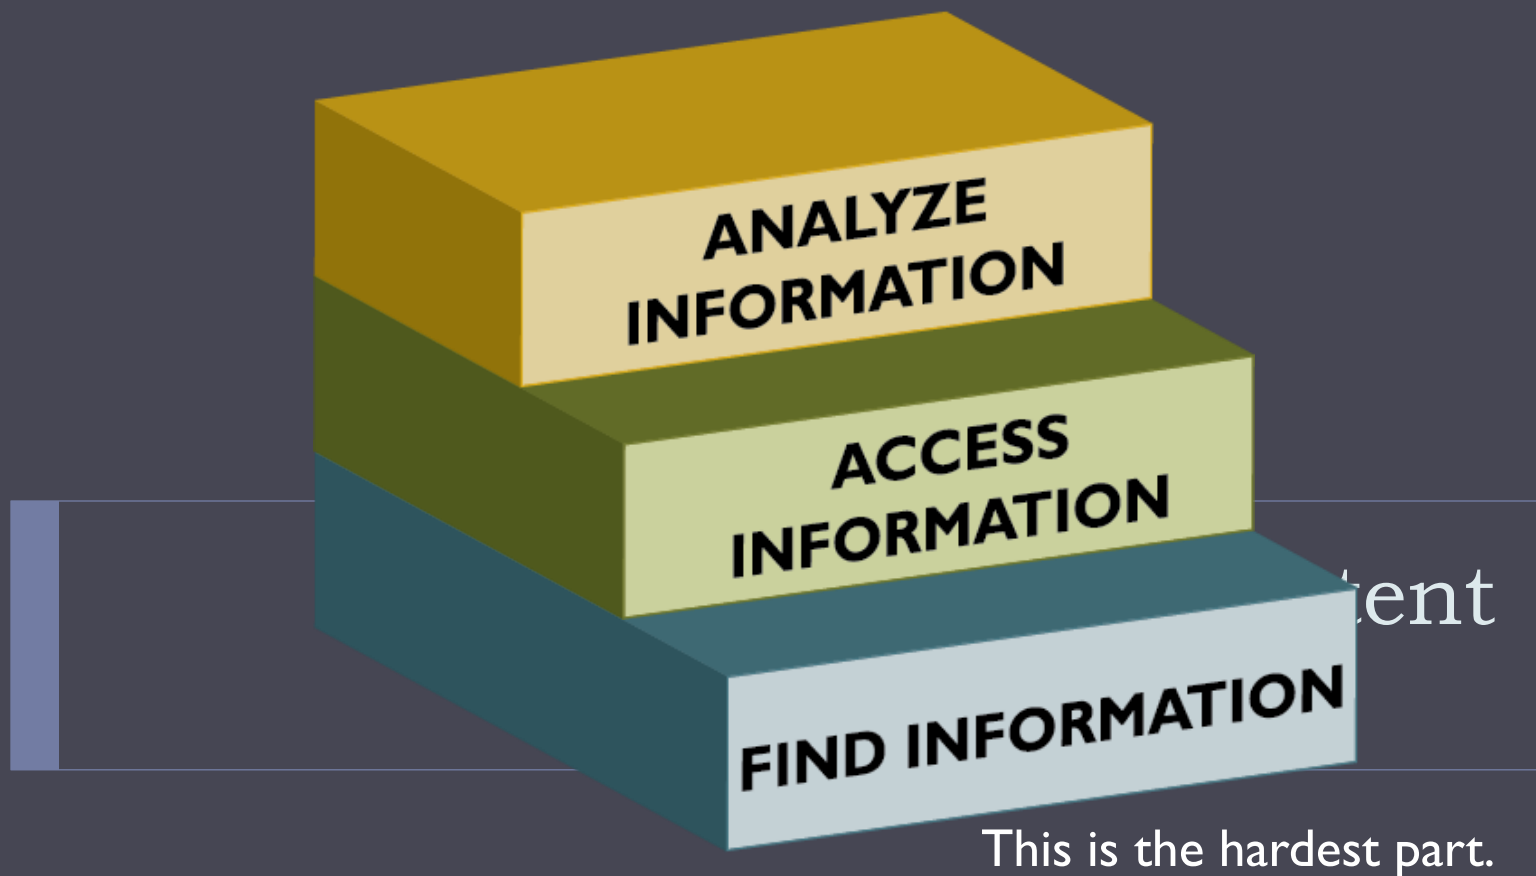 ANALYZE
INFORMATION
ACCESS
INFORMATION
FIND INFORMATION
This is the hardest part.